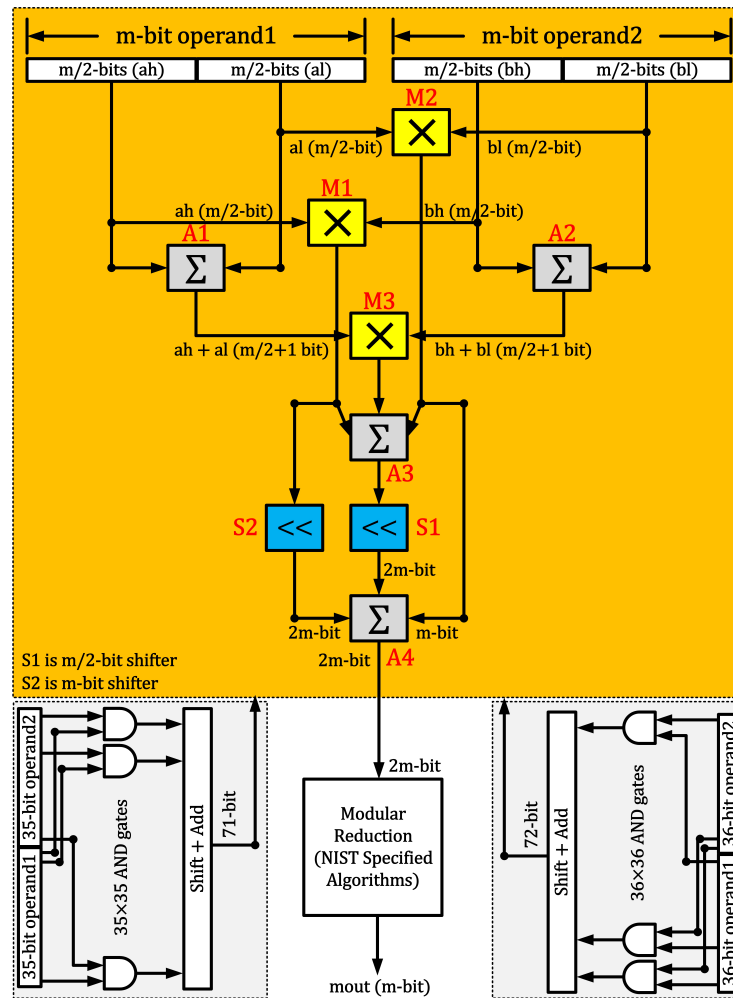 m-bit operand1
m-bit operand2
m/2-bits (ah)
m/2-bits (al)
m/2-bits (bh)
m/2-bits (bl)
M2
×
al (m/2-bit)
bl (m/2-bit)
M1
×
ah (m/2-bit)
bh (m/2-bit)
A1
Σ
A2
Σ
M3
×
ah + al (m/2+1 bit)
bh + bl (m/2+1 bit)
Σ
A3
S2
<<
<<
S1
2m-bit
Σ
2m-bit
m-bit
A4
2m-bit
S1 is m/2-bit shifter
S2 is m-bit shifter
35-bit operand2
35-bit operand1
35×35 AND gates
Shift + Add
71-bit
2m-bit
Modular
Reduction
(NIST Specified
Algorithms)
mout (m-bit)
72-bit
Shift + Add
36×36 AND gates
36-bit operand2
36-bit operand1